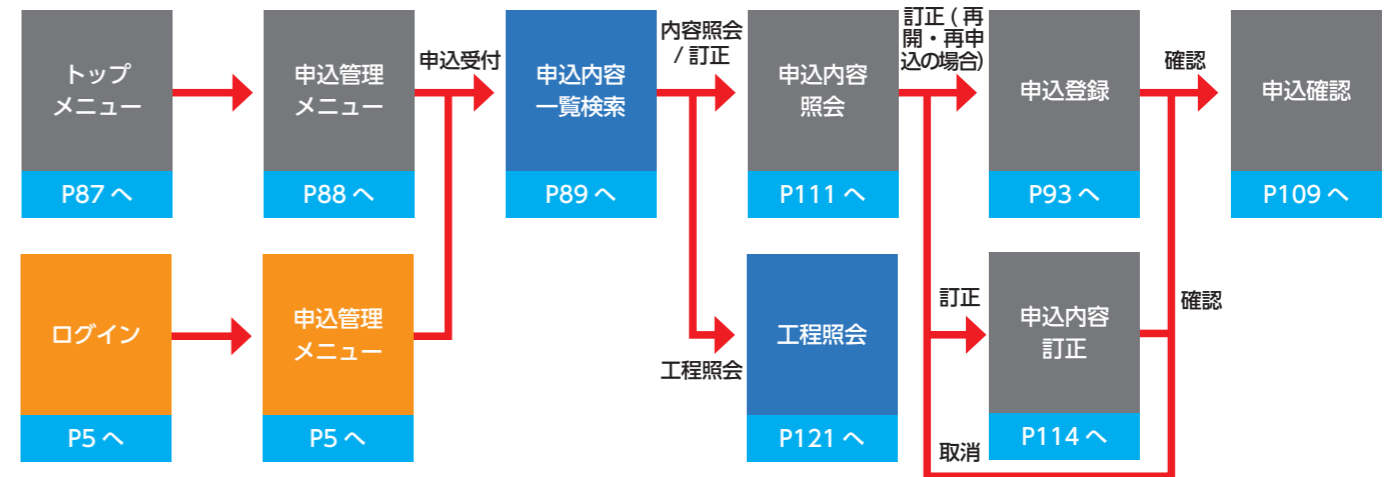 トップ
メニュー
P87 へ
申込管理
メニュー
P88 へ
申込受付
申込内容
一覧検索
P89 へ
内容照会
/ 訂正
申込内容
照会
P111 へ
訂正 ( 再
開・再申
込の場合)
申込登録
P93 へ
確認
申込確認
P109 へ
ログイン
P5 へ
申込管理
メニュー
P5 へ
工程照会
工程照会
P121 へ
訂正
申込内容
訂正
P114 へ
確認
取消